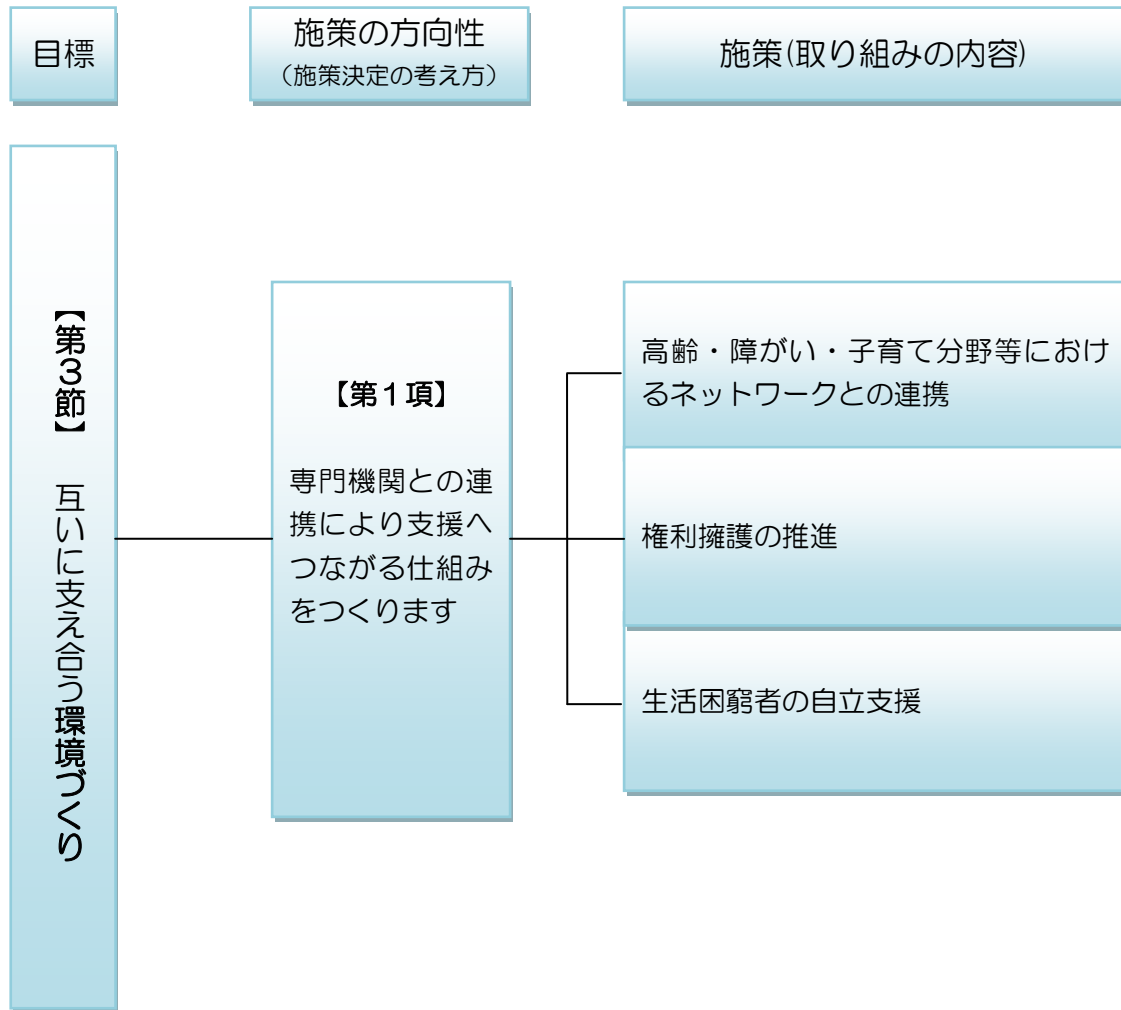 目標
施策の方向性
（施策決定の考え方）
施策(取り組みの内容)
【第３節】　互いに支え合う環境づくり
【第１項】
専門機関との連
携により支援へ
つながる仕組み
をつくります
高齢・障がい・子育て分野等におけ
るネットワークとの連携
権利擁護の推進
生活困窮者の自立支援